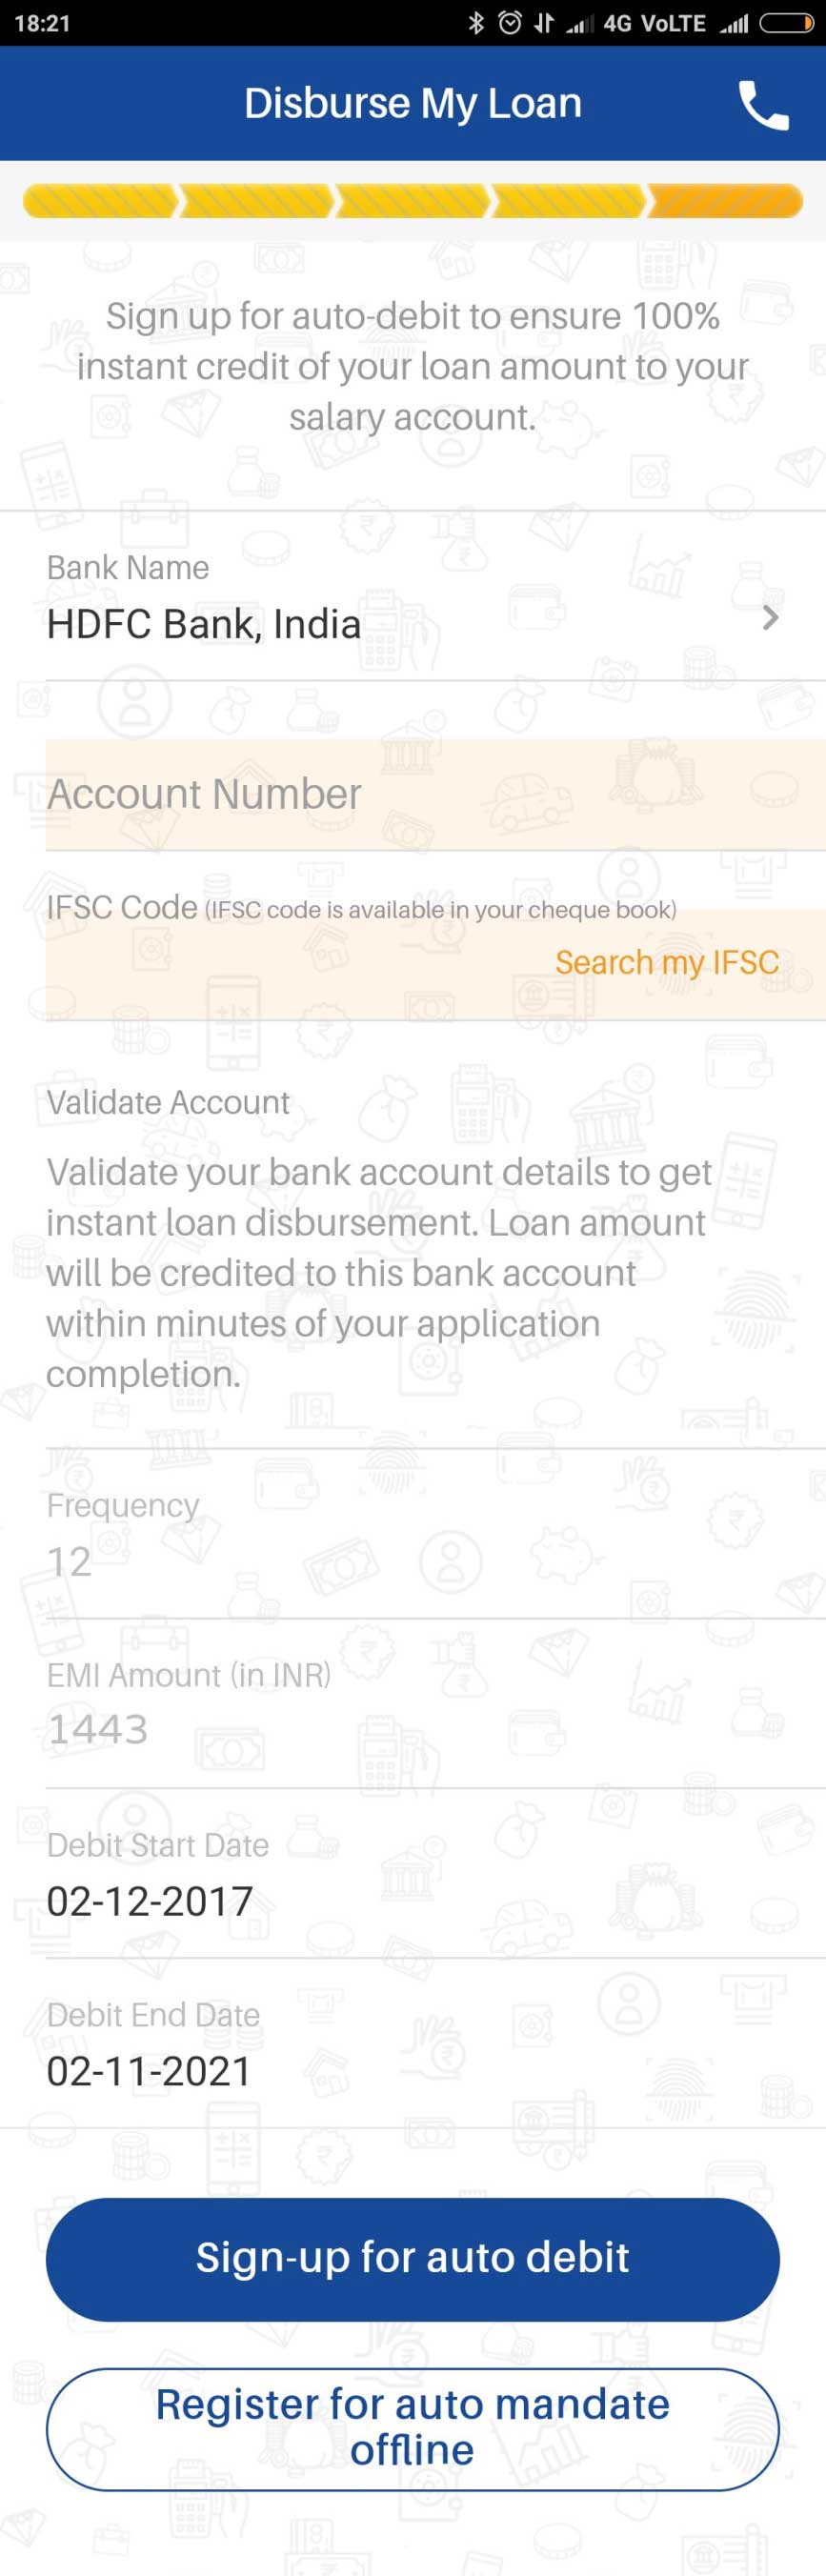 18:21
4G VoLTE
Disburse My Loan
Sign up for auto-debit to ensure 100%
instant credit of your loan amount to your
salary account.
Bank Name
HDFC Bank, India
Account Number
IFSC Code (IFSC code is available in your cheque book)
Search my IFSC
Validate Account
Validate your bank account details to get
instant loan disbursement. Loan amount
will be credited to this bank account
within minutes of your application
completion.
Frequency
12
EMI Amount (in INR)
1443
Debit Start Date
02-12-2017
Debit End Date
02-11-2021
Sign-up for auto debit
Register for auto mandate
offline